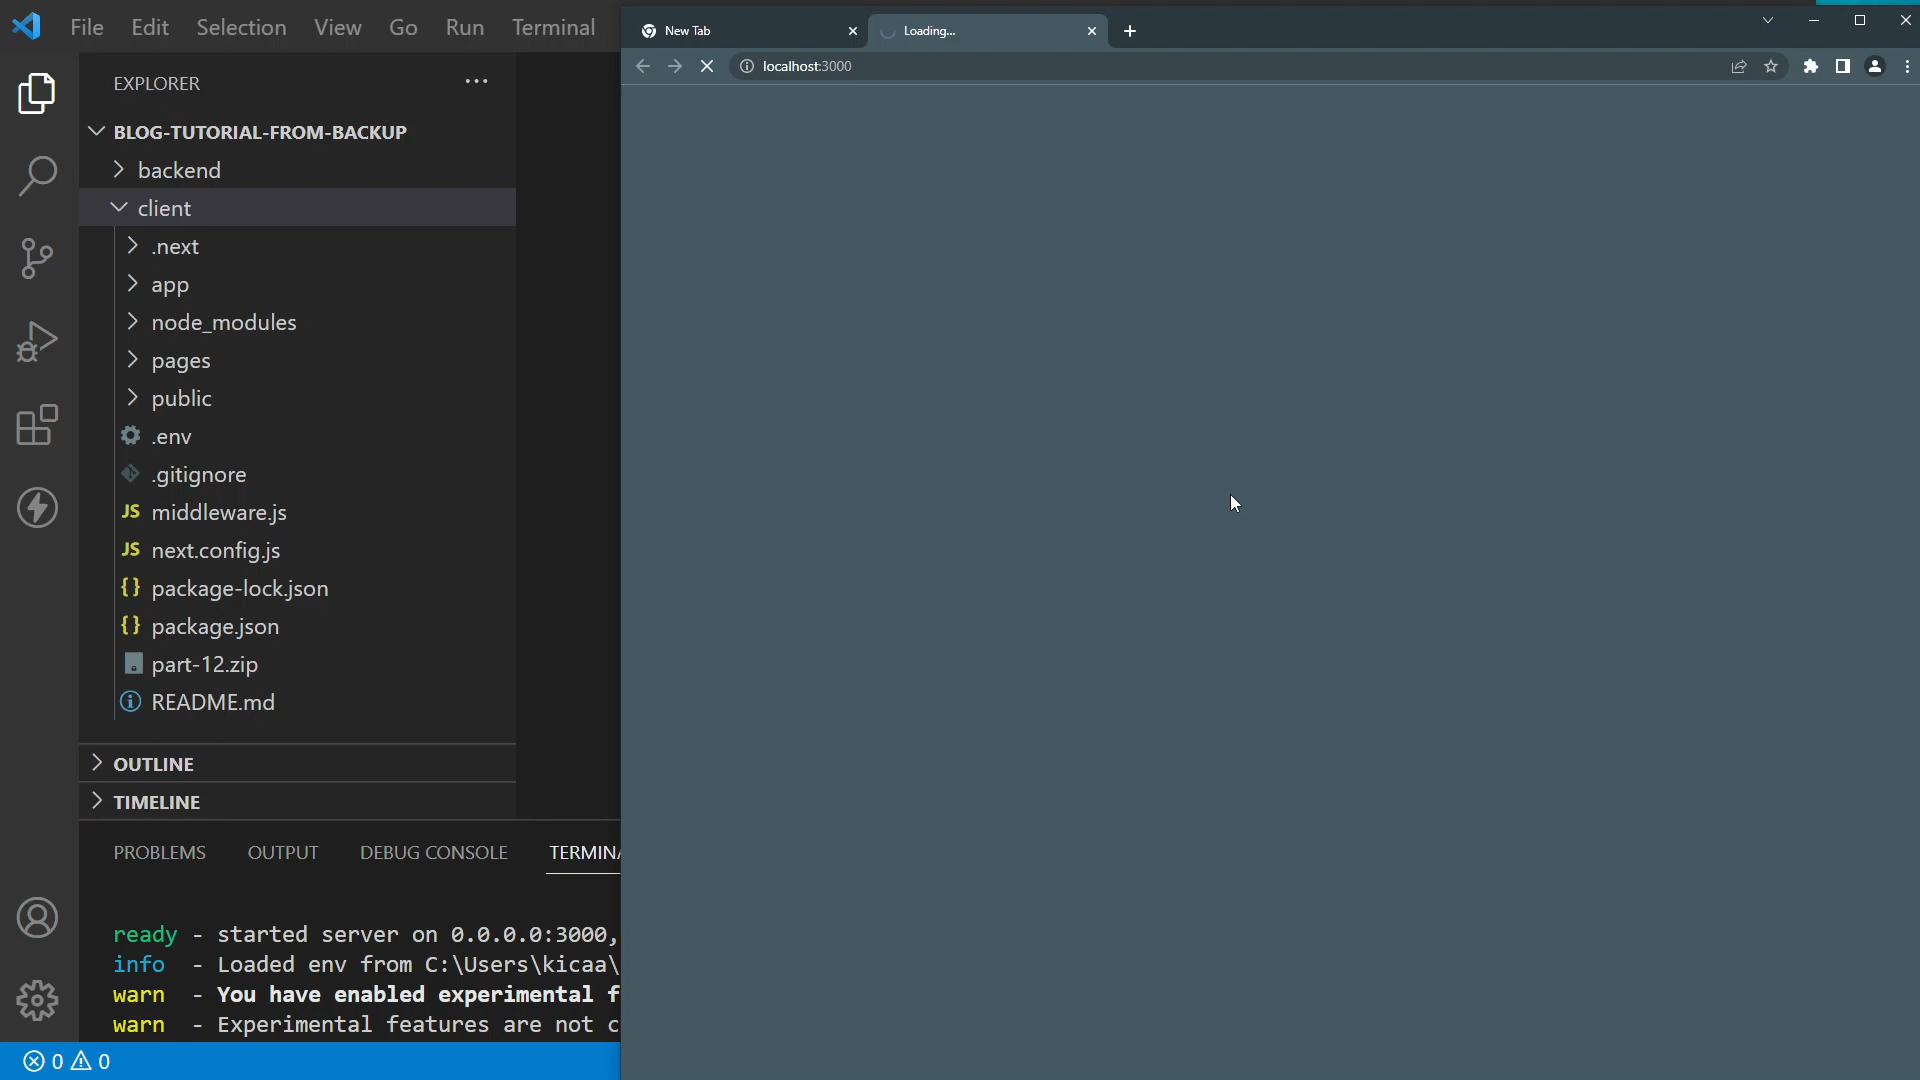 File Edit Selection View Go Run Terminal
New Tab
Loading...
localhost:3000
EXPLORER
BLOG-TUTORIAL-FROM-BACKUP
backend
client
.next
app
node_modules
pages
public
.env
.gitignore
JS middleware.js
JS next.config.js
{} package-lock.json
{} package.json
part-12.zip
README.md
OUTLINE
TIMELINE
PROBLEMS OUTPUT DEBUG CONSOLE TERMINA
ready - started server on 0.0.0.0:3000,
info - Loaded env from C:\Users\kicaa\
warn - You have enabled experimental f
warn - Experimental features are not c
0 0